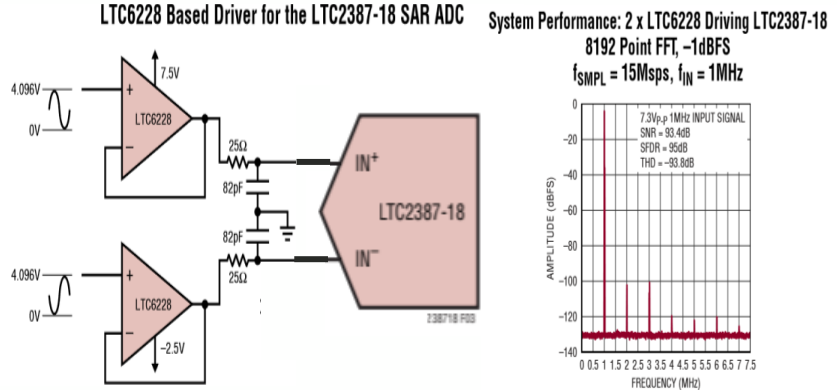 LTC6228 Based Driver for the LTC2387-18 SAR ADC
4.096V
0V
+
–
7.5V
LTC6228
25Ω
82pF
82pF
25Ω
IN+
IN–
LTC2387-18
238718 F03
4.096V
0V
+
–
LTC6228
–2.5V
System Performance: 2 x LTC6228 Driving LTC2387-18
8192 Point FFT, –1dBFS
fSMPL = 15Msps, fIN = 1MHz
7.3VP-P 1MHz INPUT SIGNAL
SNR = 93.4dB
SFDR = 95dB
THD = –93.8dB
AMPLITUDE (dBFS)
0
–20
–40
–60
–80
–100
–120
–140
0 0.5 1 1.5 2 2.5 3 3.5 4 4.5 5 5.5 6 6.5 7 7.5
FREQUENCY (MHz)